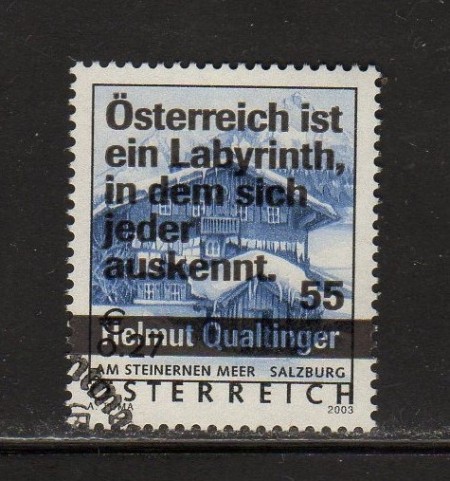 Österreich ist
ein Labyrinth,
in dem sich
jeder
auskennt.
55
€ 0.27
Helmut Qualtinger
AM STEINERNEN MEER SALZBURG
ÖSTERREICH
2003